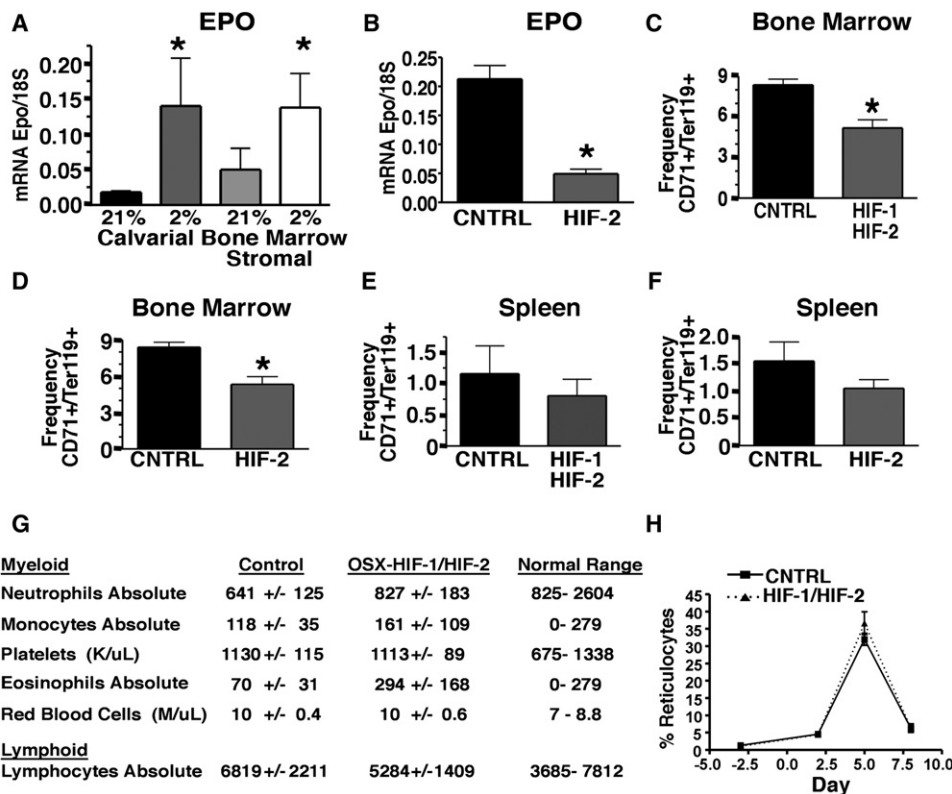 A
EPO
mRNA Epo/18S
0.20
0.15
0.10
0.05
0.00
*
*
21% 2% 21% 2%
Calvarial Bone Marrow
Stromal
B
EPO
mRNA Epo/18S
0.25
0.20
0.15
0.10
0.05
0.00
*
CNTRL HIF-2
C
Bone Marrow
Frequency
CD71+/Ter119+
9
6
3
0
*
CNTRL HIF-1
HIF-2
D
Bone Marrow
Frequency
CD71+/Ter119+
9
6
3
0
*
CNTRL HIF-2
E
Spleen
Frequency
CD71+/Ter119+
1.5
1.0
0.5
0
CNTRL HIF-1
HIF-2
F
Spleen
Frequency
CD71+/Ter119+
2.0
1.5
1.0
0.5
0
CNTRL HIF-2
G
Myeloid Control OSX-HIF-1/HIF-2 Normal Range
Neutrophils Absolute 641 +/- 125 827 +/- 183 825- 2604
Monocytes Absolute 118 +/- 35 161 +/- 109 0- 279
Platelets (K/uL) 1130 +/- 115 1113 +/- 89 675- 1338
Eosinophils Absolute 70 +/- 31 294 +/- 168 0- 279
Red Blood Cells (M/uL) 10 +/- 0.4 10 +/- 0.6 7 - 8.8
Lymphoid
Lymphocytes Absolute 6819 +/- 2211 5284 +/-1409 3685- 7812
H
CNTRL
HIF-1/HIF-2
% Reticulocytes
45
40
35
30
25
20
15
10
5
0
-5.0 -2.5 0.0 2.5 5.0 7.5 10.0
Day